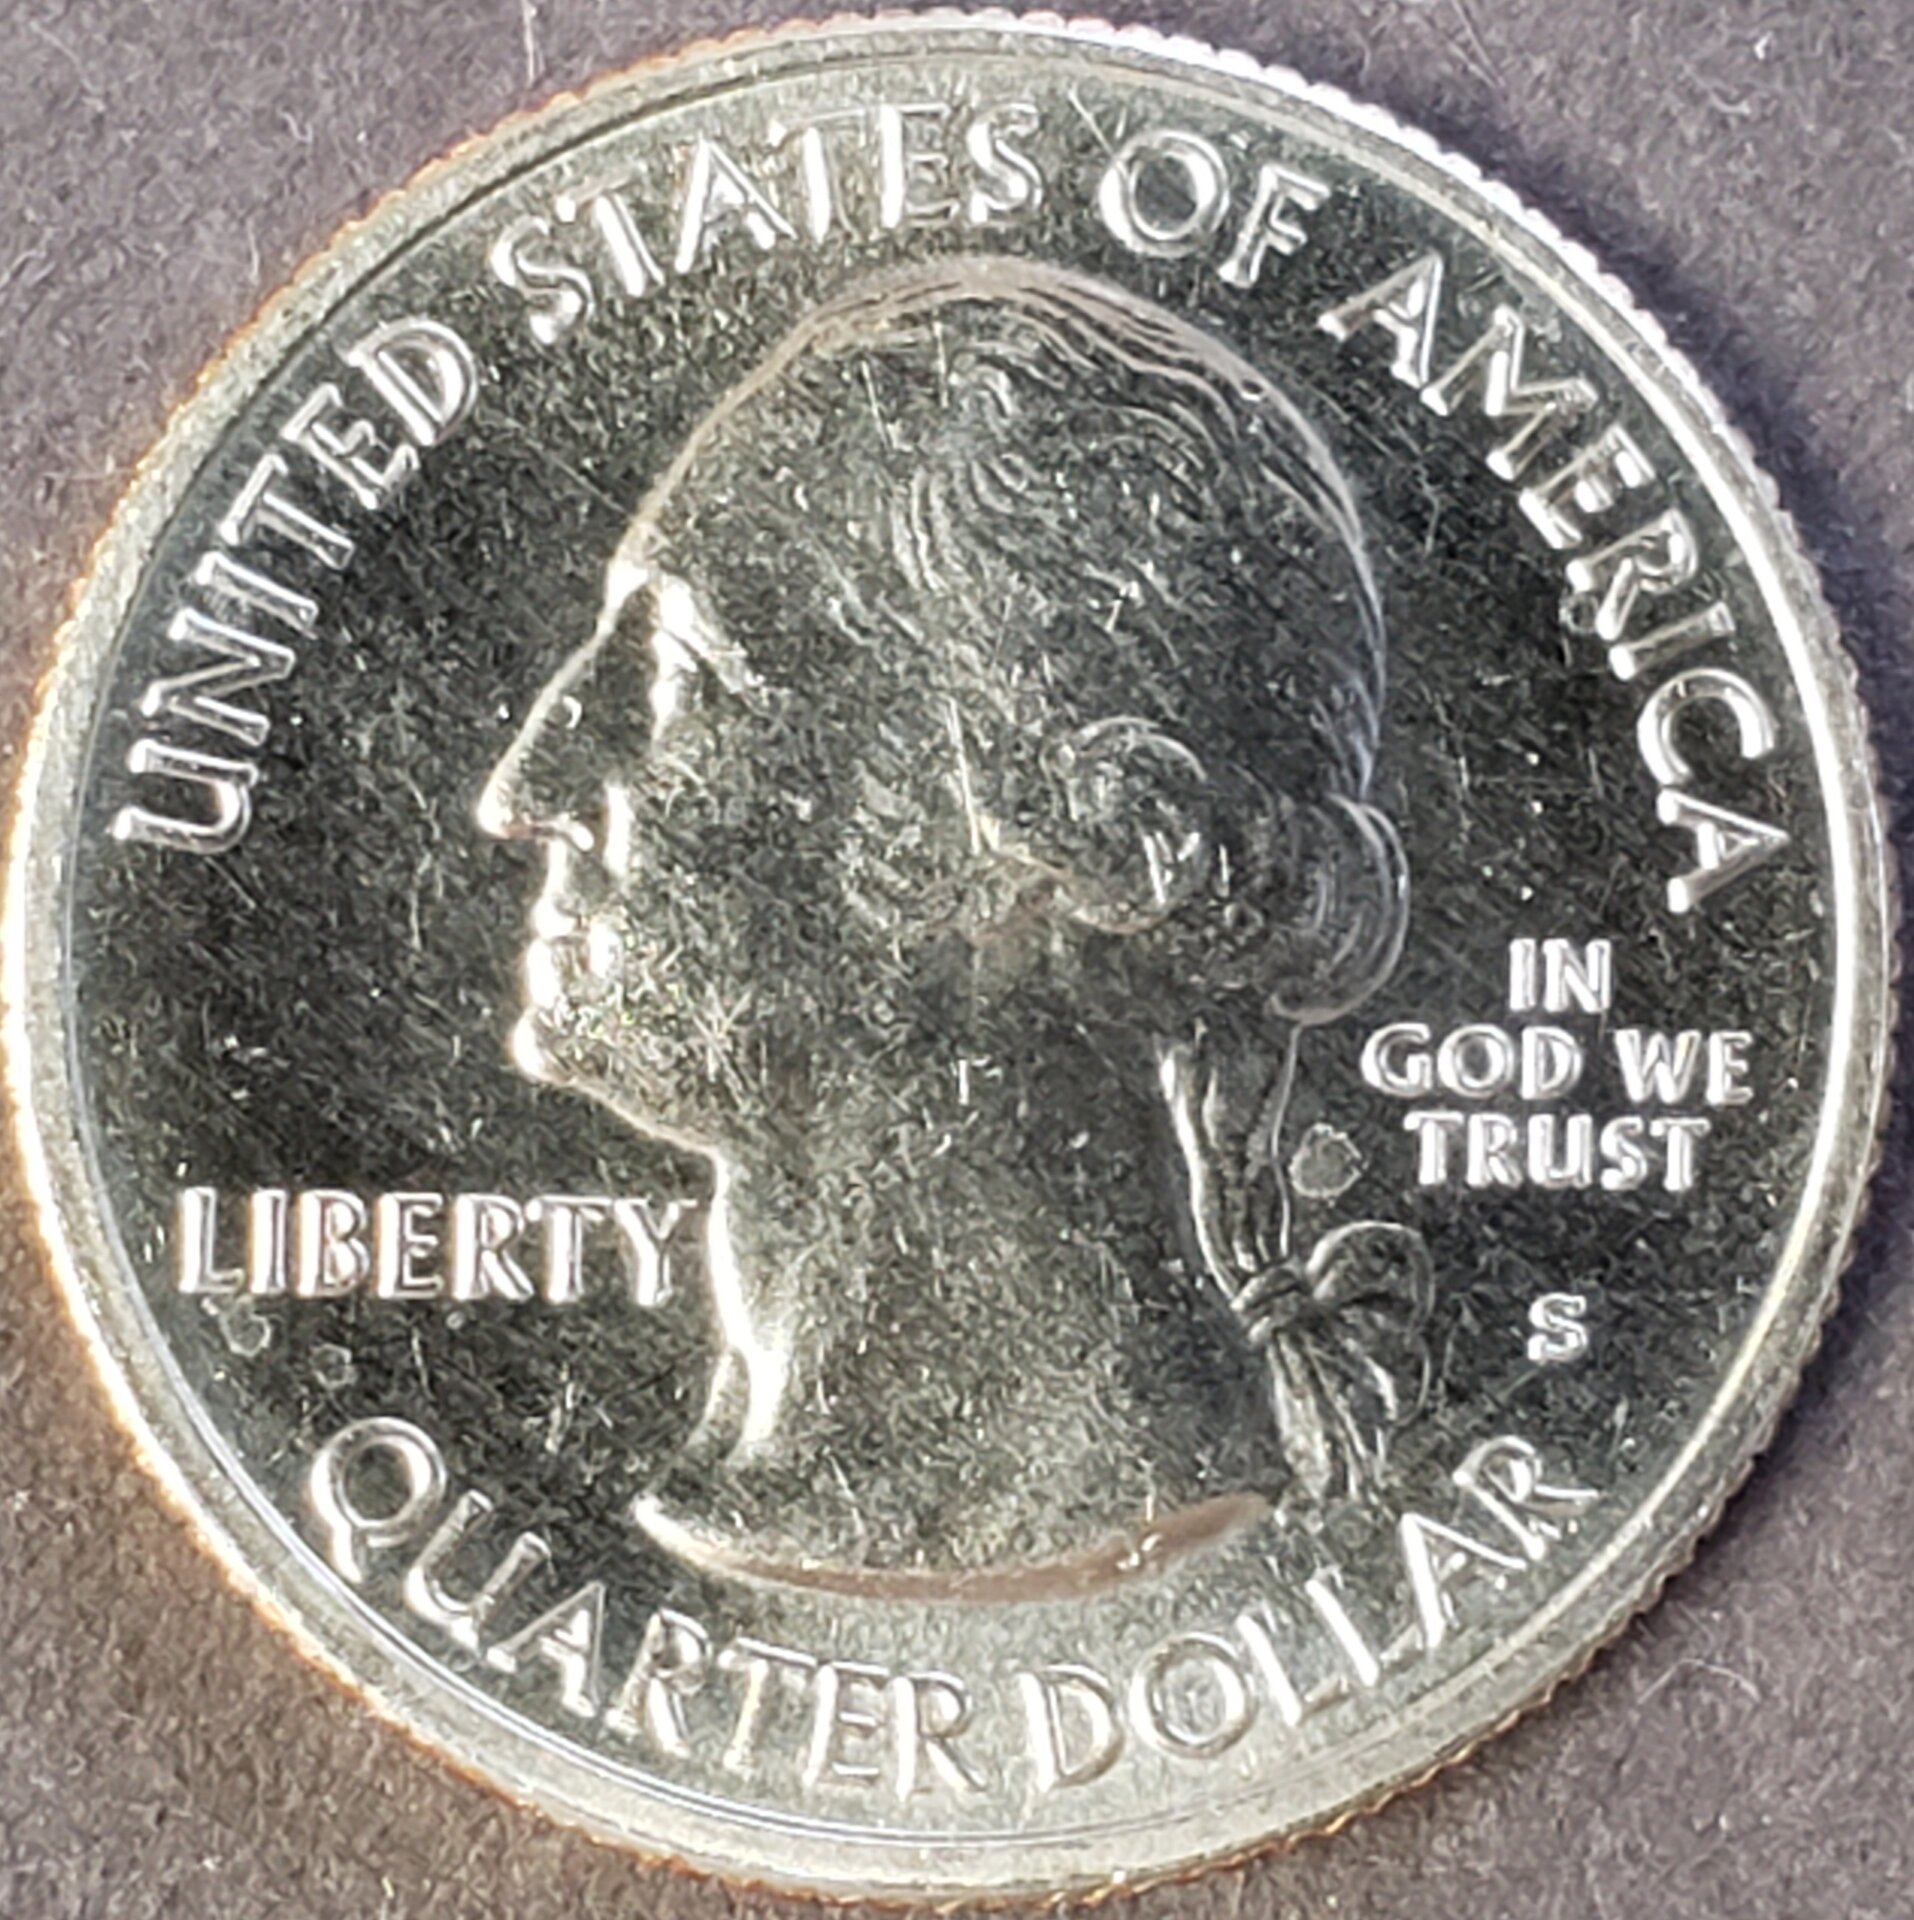 UNITED STATES OF AMERICA
IN
GOD WE
TRUST
LIBERTY
S
QUARTER DOLLAR